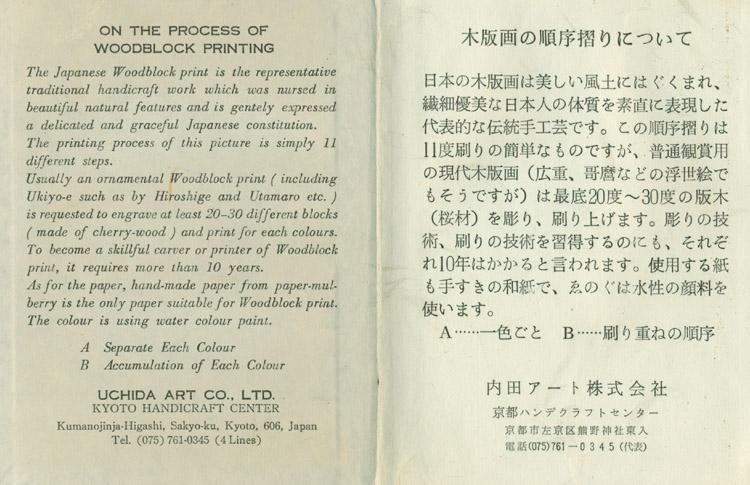 ON THE PROCESS OF
WOODBLOCK PRINTING
The Japanese Woodblock print is the representative
traditional handicraft work which was nursed in
beautiful natural features and is gentely expressed
a delicated and graceful Japanese constitution.
The printing process of this picture is simply 11
different steps.
Usually an ornamental Woodblock print ( including
Ukiyo-e such as by Hiroshige and Utamaro etc. )
is requested to engrave at least 20-30 different blocks
( made of cherry-wood ) and print for each colours.
To become a skillful carver or printer of Woodblock
print, it requires more than 10 years.
As for the paper, hand-made paper from paper-mul-
berry is the only paper suitable for Woodblock print.
The colour is using water colour paint.
A Separate Each Colour
B Accumulation of Each Colour
UCHIDA ART CO., LTD.
KYOTO HANDICRAFT CENTER
Kumanojinja-Higashi, Sakyo-ku, Kyoto, 606, Japan
Tel. (075) 761-0345 (4 Lines)
木版画の順序摺りについて
日本の木版画は美しい風土にはぐくまれ、
繊細優美な日本人の体質を素直に表現した
代表的な伝統手工芸です。この順序摺りは
11度刷りの簡単なものですが、普通観賞用
の現代木版画（広重、哥麿などの浮世絵で
もそうですが）は最底20度〜30度の版木
（桜材）を彫り、刷り上げます。彫りの技
術、刷りの技術を習得するのにも、それぞ
れ10年はかかると言われます。使用する紙
も手すきの和紙で、ゑのぐは水性の顔料を
使います。
A……一色ごと B……刷り重ねの順序
内田アート株式会社
京都ハンデクラフトセンター
京都市左京区熊野神社東入
電話(075)761―0345(代表)